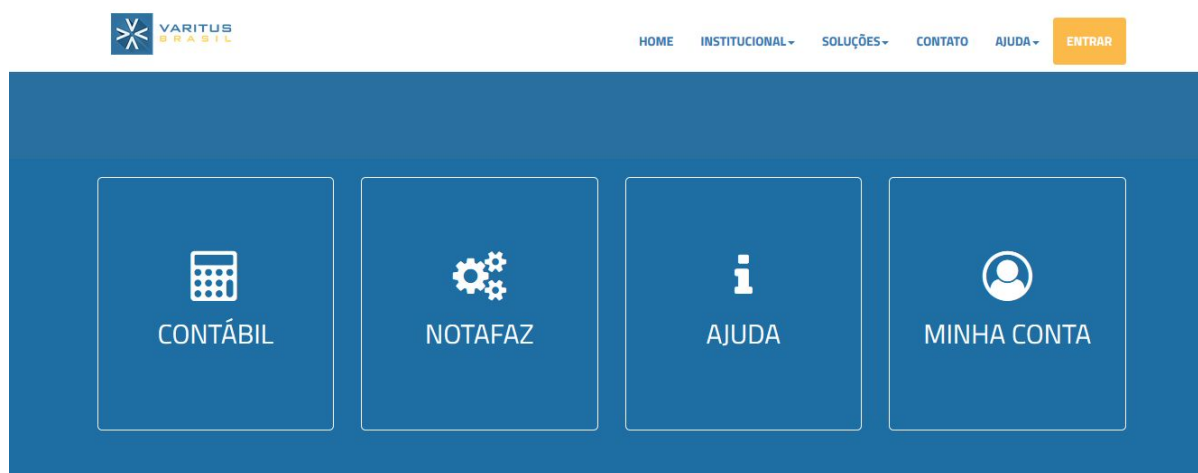 VARITUS
BRASIL
HOME INSTITUCIONAL SOLUÇÕES CONTATO AJUDA ENTRAR
CONTÁBIL NOTAFAZ AJUDA MINHA CONTA